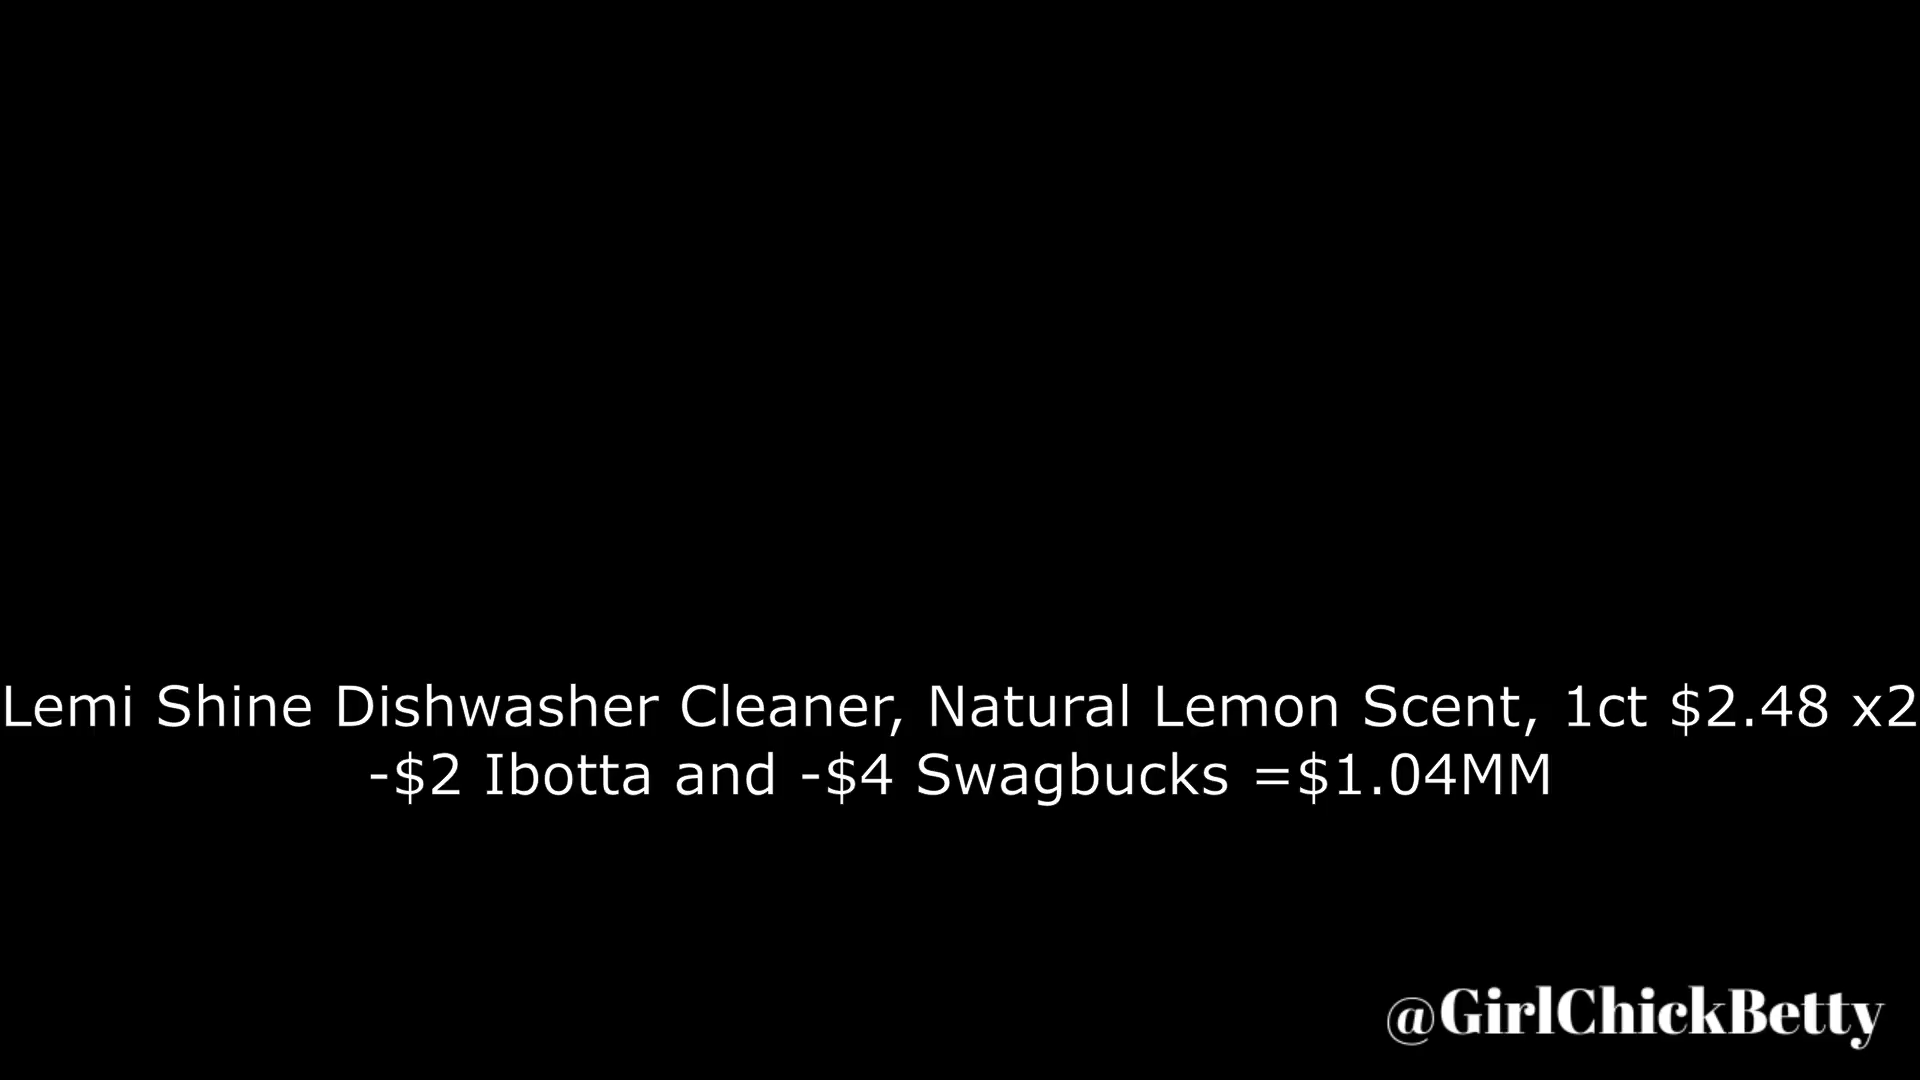 Lemi Shine Dishwasher Cleaner, Natural Lemon Scent, 1ct $2.48 x2
-$2 Ibotta and -$4 Swagbucks =$1.04MM
@GirlChickBetty